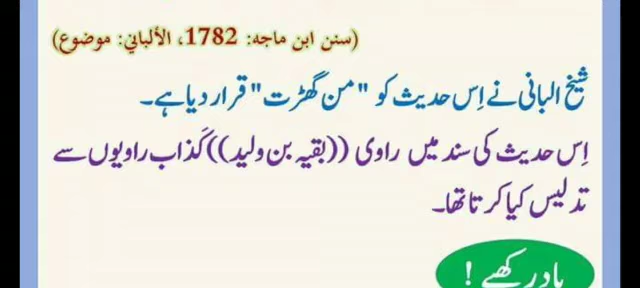 (سنن ابن ماجه: 1782، الألباني: موضوع)
شیخ البانی نے اِس حدیث کو "من گھڑت" قرار دیا ہے۔
اِس حدیث کی سند میں راوی ((بقیہ بن ولید)) کَذاب راویوں سے
تدلیس کیا کرتا تھا۔
یاد رکھیے !